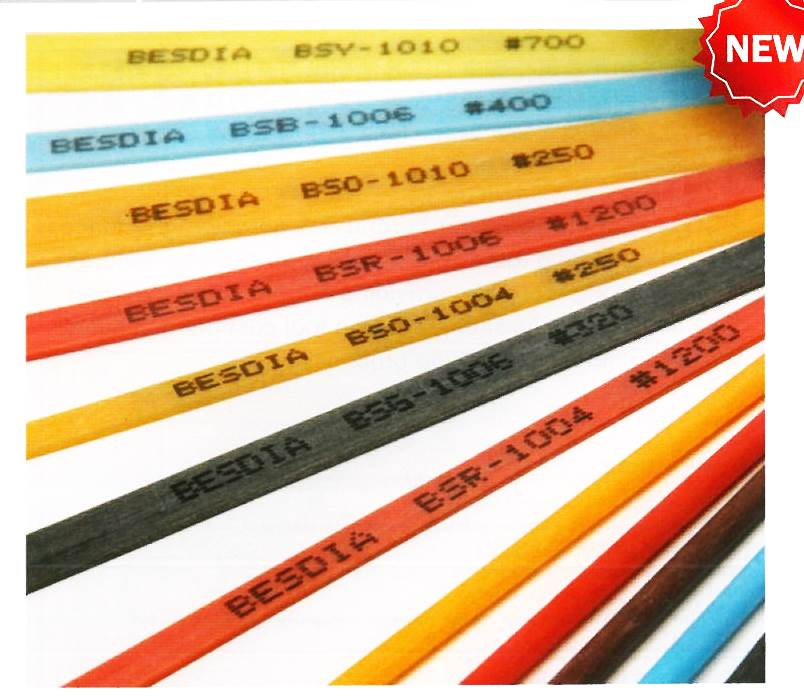 NEW
BESDIA BSY-1010 #700
BESDIA BSB-1006 #400
BESDIA BSO-1010 #250
BESDIA BSR-1006 #1200
BESDIA BSO-1004 #250
BESDIA BSG-1006 #320
BESDIA BSR-1004 #1200